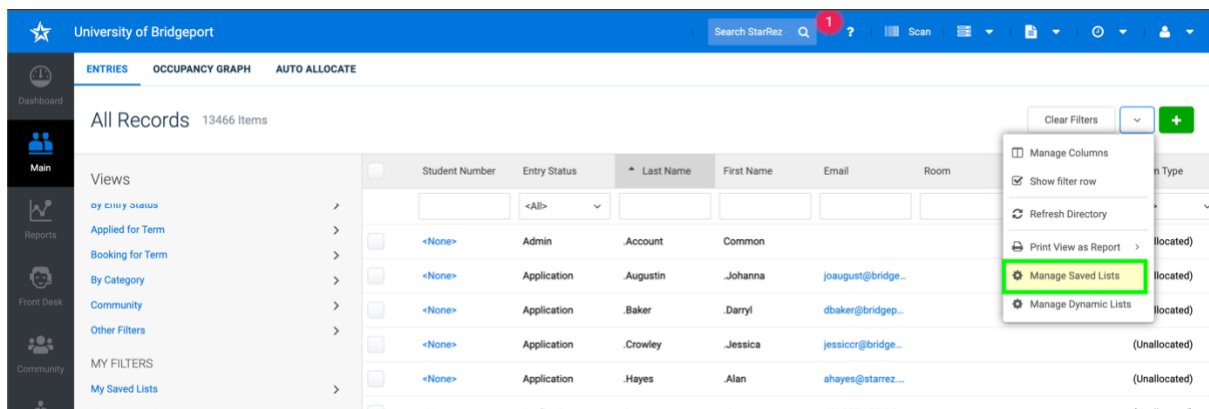 University of Bridgeport
Search StarRez
1
?
Scan
ENTRIES OCCUPANCY GRAPH AUTO ALLOCATE
Dashboard
All Records 13466 Items
Clear Filters
+
Main
Manage Columns
Show filter row
Refresh Directory
Print View as Report
Manage Saved Lists
Manage Dynamic Lists
Views
By Entry Status
Applied for Term
Booking for Term
By Category
Community
Other Filters
MY FILTERS
My Saved Lists
Reports
Front Desk
Community
Student Number Entry Status Last Name First Name Email Room n Type
<All>
<None> Admin .Account Common llocated)
<None> Application .Augustin .Johanna joaugust@bridge... llocated)
<None> Application .Baker .Darryl dbaker@bridgep... llocated)
<None> Application .Crowley .Jessica jessiccr@bridge... (Unallocated)
<None> Application .Hayes .Alan ahayes@starrez.... (Unallocated)